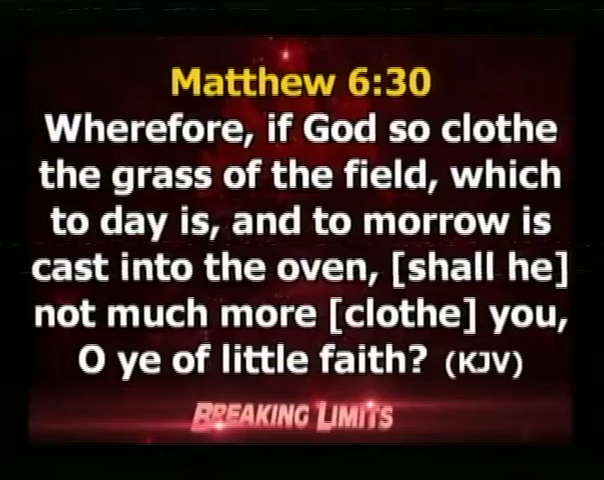 Matthew 6:30
Wherefore, if God so clothe
the grass of the field, which
to day is, and to morrow is
cast into the oven, [shall he]
not much more [clothe] you,
O ye of little faith? (KJV)
BREAKING LIMITS